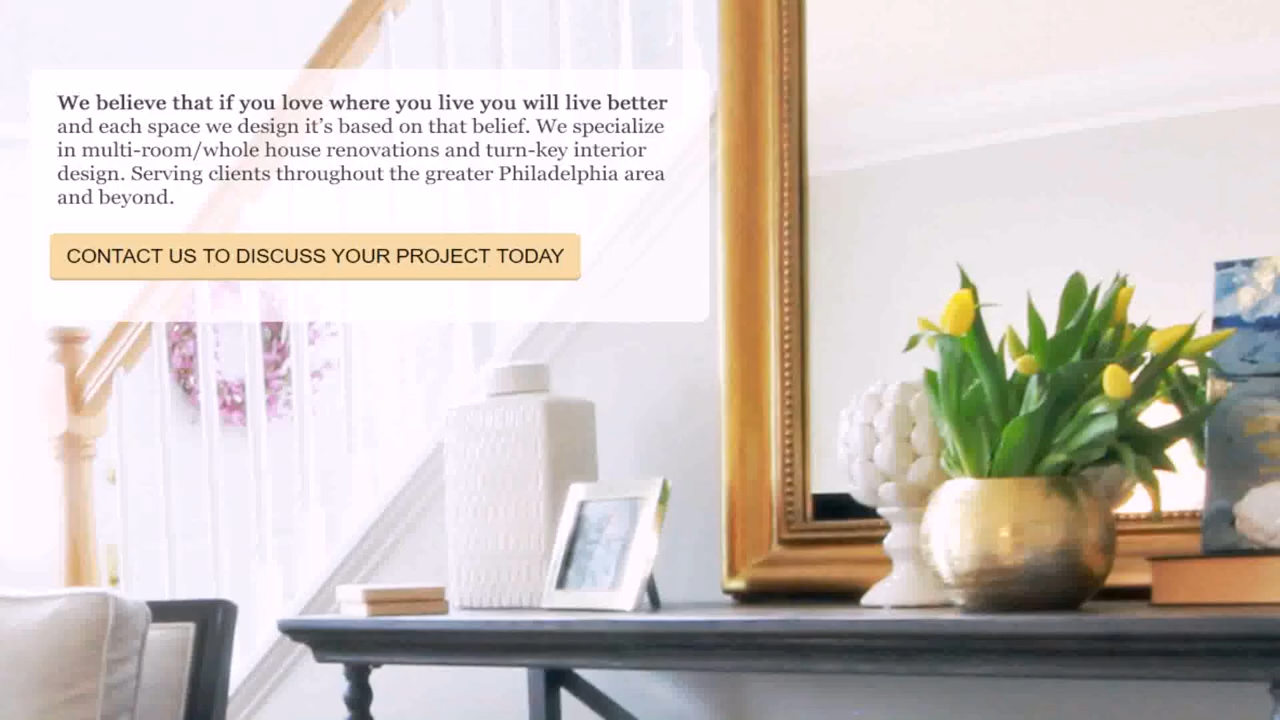 We believe that if you love where you live you will live better
and each space we design it’s based on that belief. We specialize
in multi-room/whole house renovations and turn-key interior
design. Serving clients throughout the greater Philadelphia area
and beyond.
CONTACT US TO DISCUSS YOUR PROJECT TODAY